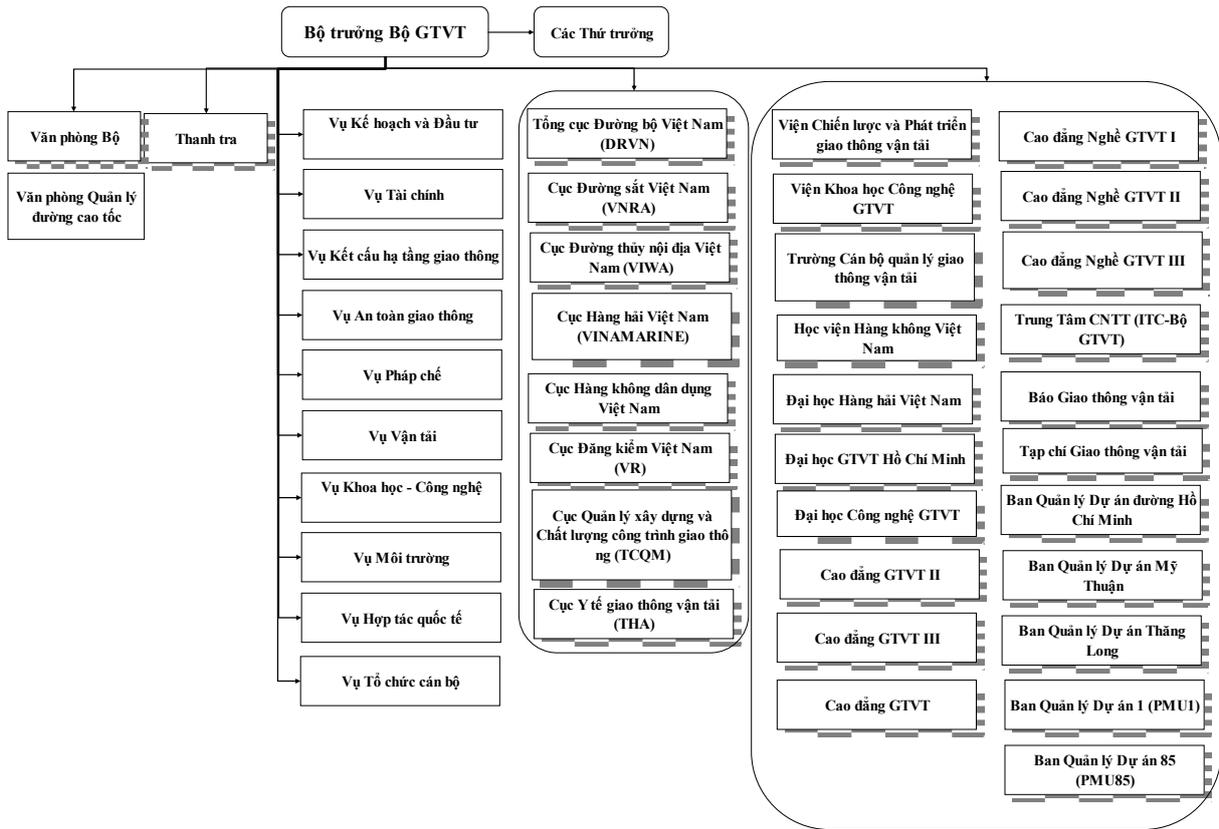 Bộ trưởng Bộ GTVT
Các Thứ trưởng
Văn phòng Bộ
Văn phòng Quản lý
đường cao tốc
Thanh tra
Vụ Kế hoạch và Đầu tư
Vụ Tài chính
Vụ Kết cấu hạ tầng giao thông
Vụ An toàn giao thông
Vụ Pháp chế
Vụ Vận tải
Vụ Khoa học - Công nghệ
Vụ Môi trường
Vụ Hợp tác quốc tế
Vụ Tổ chức cán bộ
Tổng cục Đường bộ Việt Nam
(DRVN)
Cục Đường sắt Việt Nam
(VNRA)
Cục Đường thủy nội địa Việt
Nam (VIWA)
Cục Hàng hải Việt Nam
(VINAMARINE)
Cục Hàng không dân dụng
Việt Nam
Cục Đăng kiểm Việt Nam
(VR)
Cục Quản lý xây dựng và
Chất lượng công trình giao thô
ng (TCQM)
Cục Y tế giao thông vận tải
(THA)
Viện Chiến lược và Phát triển
giao thông vận tải
Viện Khoa học Công nghệ
GTVT
Trường Cán bộ quản lý giao
thông vận tải
Học viện Hàng không Việt
Nam
Đại học Hàng hải Việt Nam
Đại học GTVT Hồ Chí Minh
Đại học Công nghệ GTVT
Cao đẳng GTVT II
Cao đẳng GTVT III
Cao đẳng GTVT
Cao đẳng Nghề GTVT I
Cao đẳng Nghề GTVT II
Cao đẳng Nghề GTVT III
Trung Tâm CNTT (ITC-Bộ
GTVT)
Báo Giao thông vận tải
Tạp chí Giao thông vận tải
Ban Quản lý Dự án đường Hồ
Chí Minh
Ban Quản lý Dự án Mỹ
Thuận
Ban Quản lý Dự án Thăng
Long
Ban Quản lý Dự án 1 (PMU1)
Ban Quản lý Dự án 85
(PMU85)